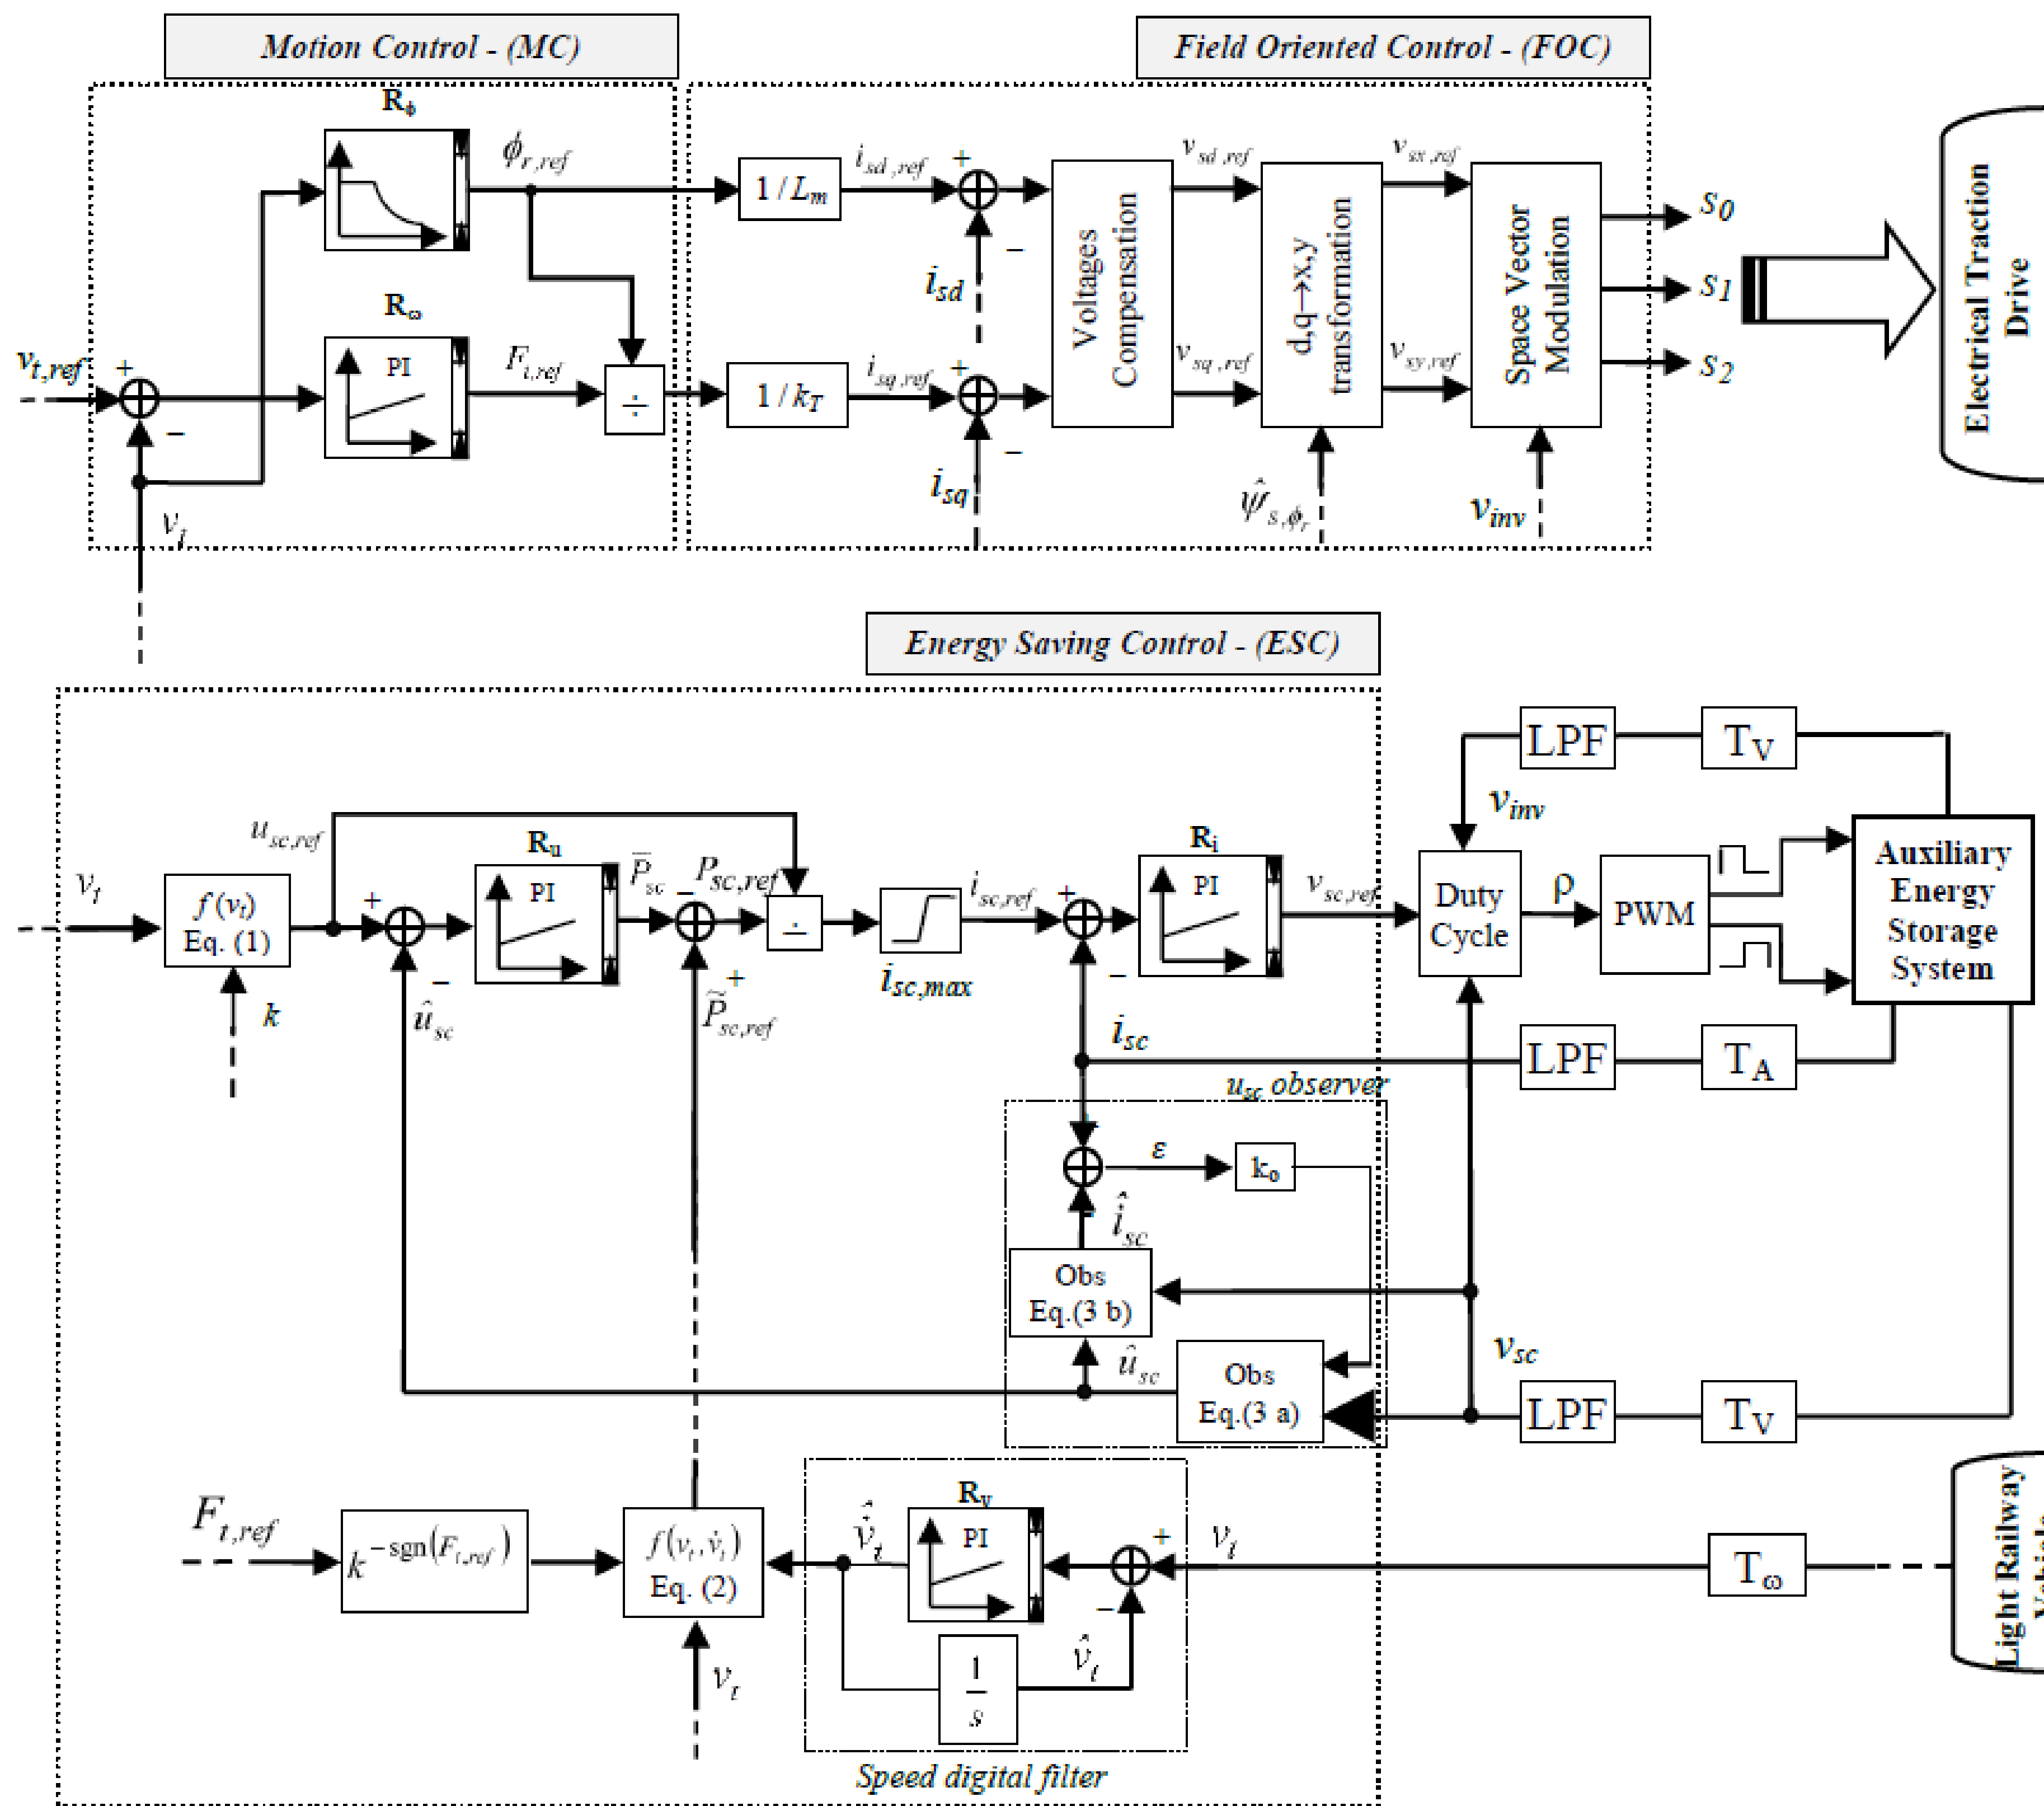 Motion Control - (MC)
Field Oriented Control - (FOC)
Rϕ
ϕr,ref
1 / Lm
isd,ref
+
−
isd
Voltages Compensation
vsd,ref
d,q→x,y transformation
vsx,ref
Space Vector Modulation
S0
S1
S2
Electrical Traction Drive
vt,ref
+
−
vt
Rω
PI
Ft,ref
÷
1 / kT
isq,ref
+
−
isq
vsq,ref
vsy,ref
ψ̂s,ϕr
vinv
Energy Saving Control - (ESC)
LPF
TV
vinv
vt
f(vt)
Eq. (1)
k
usc,ref
+
−
ûsc
Ru
PI
P̄sc
−
Psc,ref
+
P̃sc,ref
÷
isc,max
isc,ref
+
−
Ri
PI
vsc,ref
Duty
Cycle
ρ
PWM
Auxiliary
Energy
Storage
System
isc
LPF
TA
usc observer
+
ε
ko
-
îsc
Obs
Eq.(3 b)
ûsc
Obs
Eq.(3 a)
vsc
LPF
TV
Ft,ref
k−sgn(Ft,ref)
f(vt,v̇t)
Eq. (2)
vt
v̇̂t
Rv
PI
+
−
vt
v̂t
1
s
Tω
Light Railway
Speed digital filter